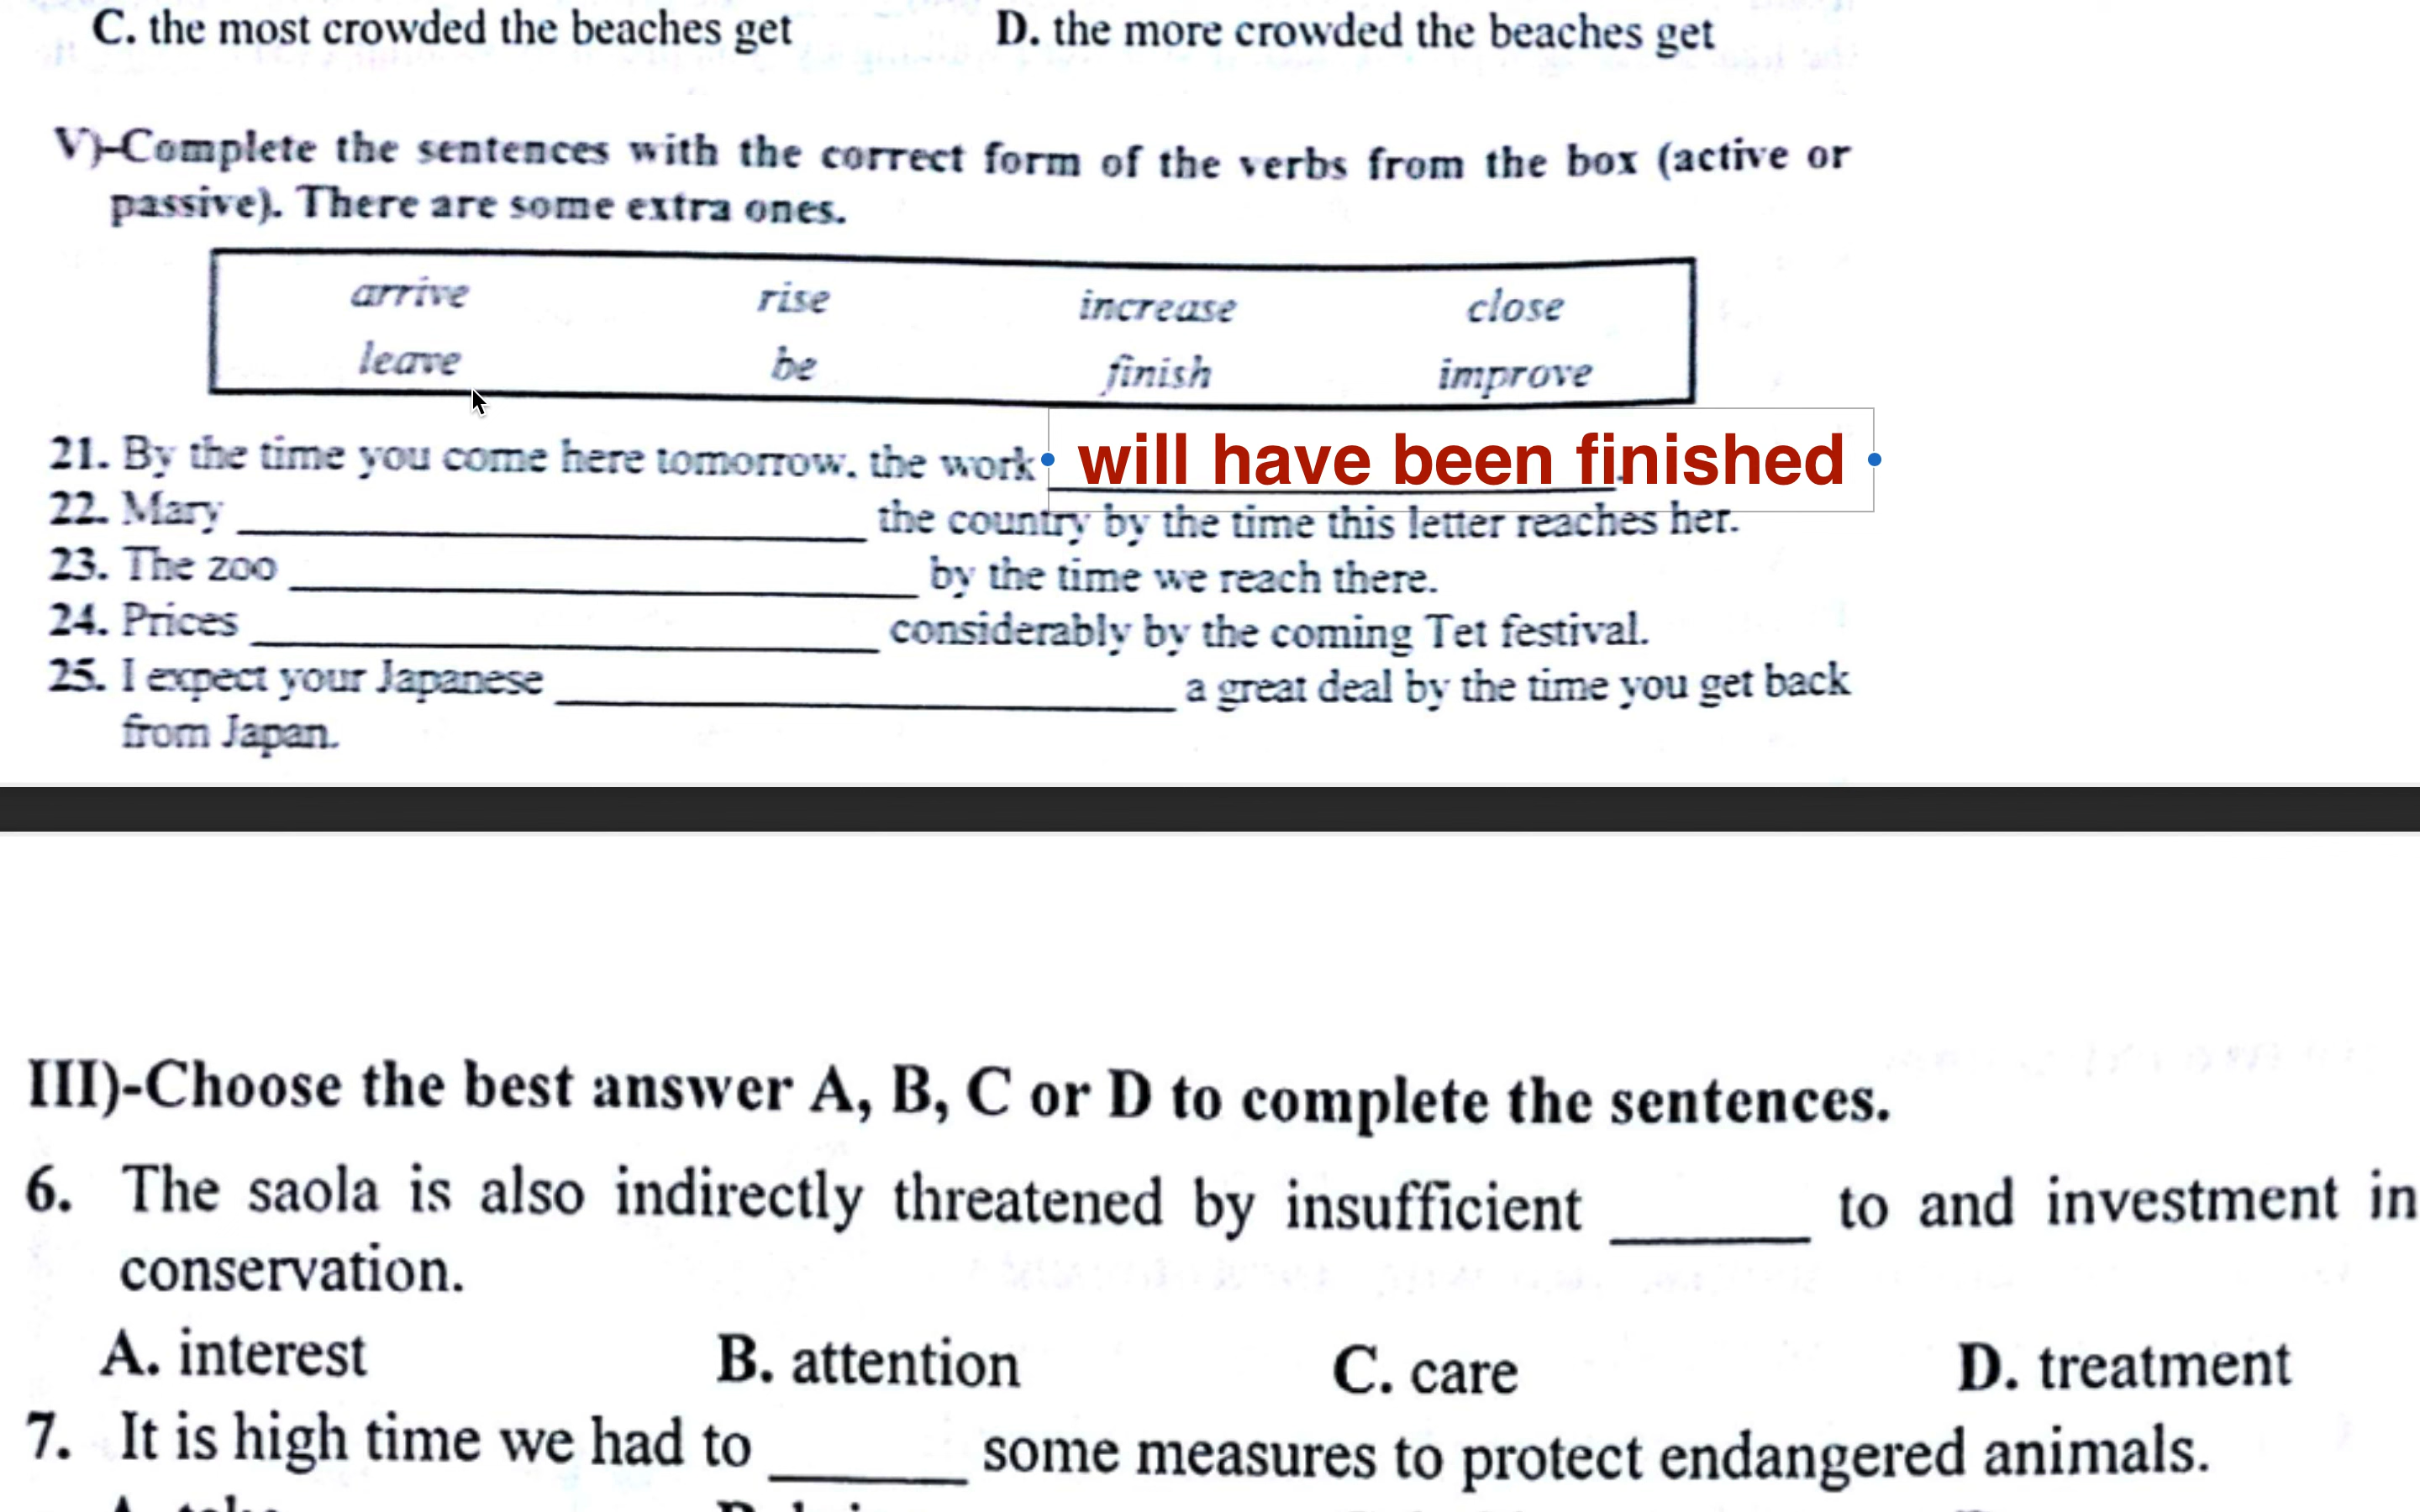 C. the most crowded the beaches get D. the more crowded the beaches get
V)-Complete the sentences with the correct form of the verbs from the box (active or
passive). There are some extra ones.
arrive rise increase close
leave be finish improve
21. By the time you come here tomorrow, the work will have been finished
22. Mary ____ the country by the time this letter reaches her.
23. The zoo ____ by the time we reach there.
24. Prices ____ considerably by the coming Tet festival.
25. I expect your Japanese ____ a great deal by the time you get back
from Japan.
III)-Choose the best answer A, B, C or D to complete the sentences.
6. The saola is also indirectly threatened by insufficient ____ to and investment in
conservation.
A. interest B. attention C. care D. treatment
7. It is high time we had to ____ some measures to protect endangered animals.